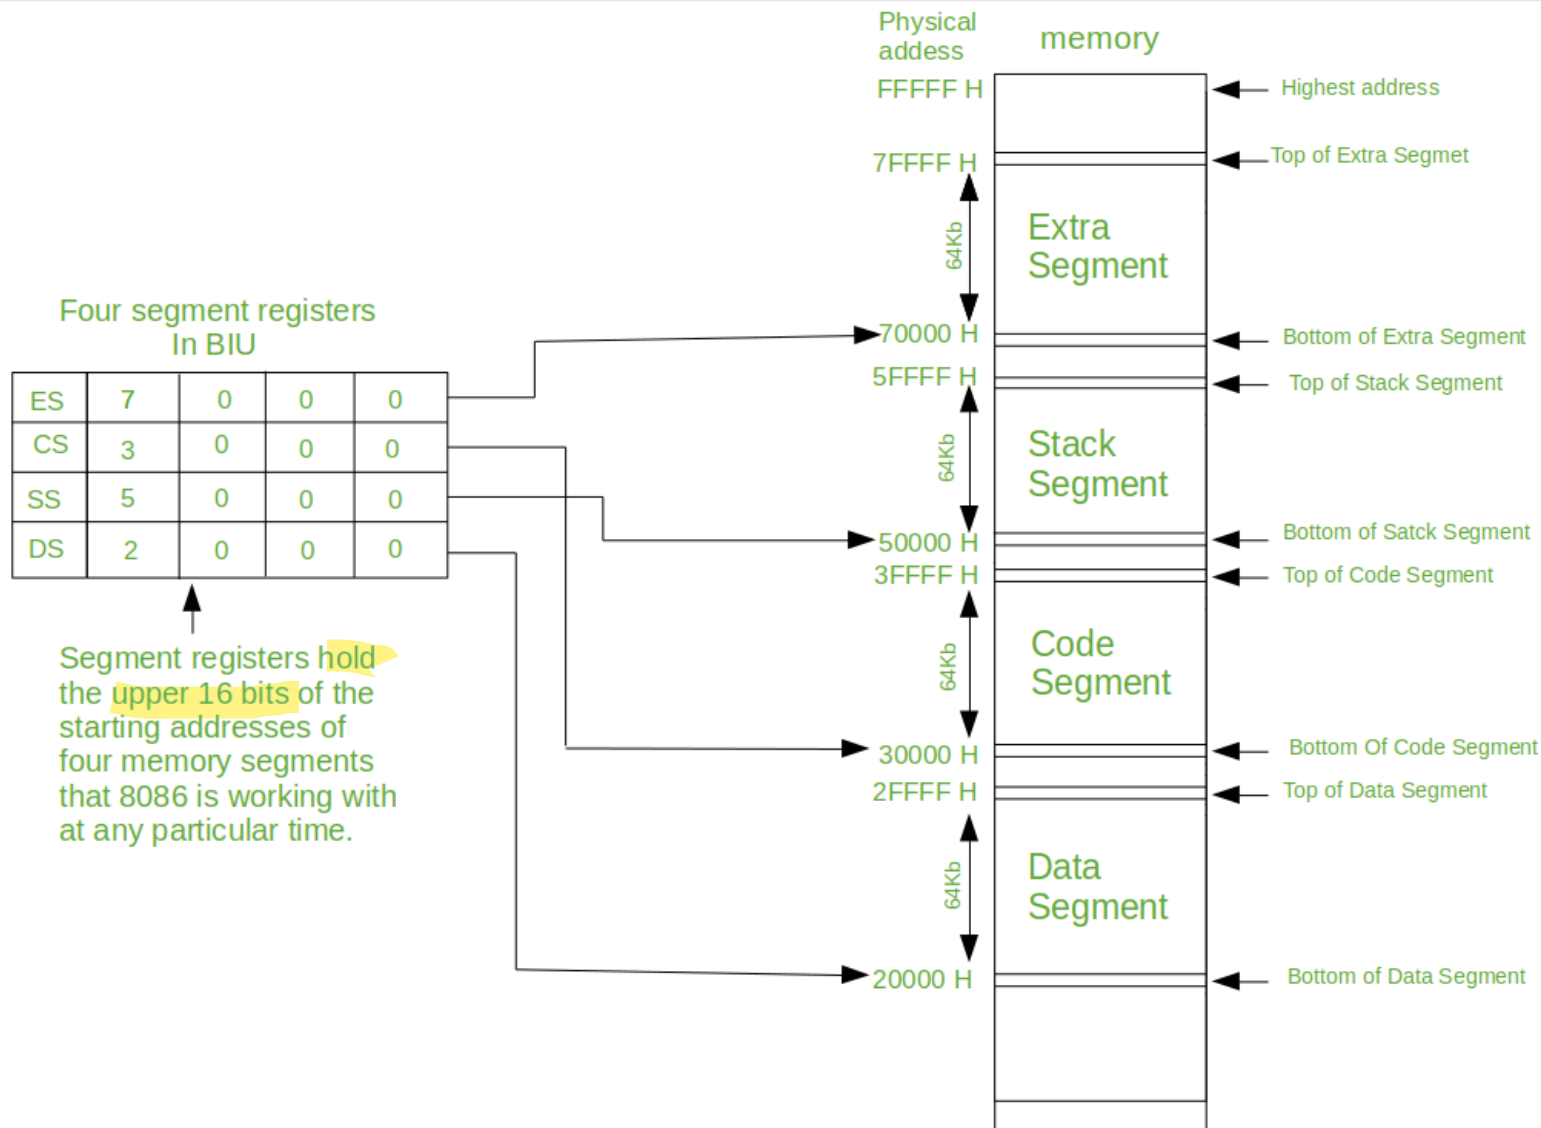 Physical
addess
memory
FFFFF H
Highest address
7FFFF H
Top of Extra Segmet
64Kb
Extra
Segment
70000 H
Bottom of Extra Segment
5FFFF H
Top of Stack Segment
64Kb
Stack
Segment
50000 H
Bottom of Satck Segment
3FFFF H
Top of Code Segment
64Kb
Code
Segment
30000 H
Bottom Of Code Segment
2FFFF H
Top of Data Segment
64Kb
Data
Segment
20000 H
Bottom of Data Segment
Four segment registers
In BIU
ES 7 0 0 0
CS 3 0 0 0
SS 5 0 0 0
DS 2 0 0 0
Segment registers hold
the upper 16 bits of the
starting addresses of
four memory segments
that 8086 is working with
at any particular time.